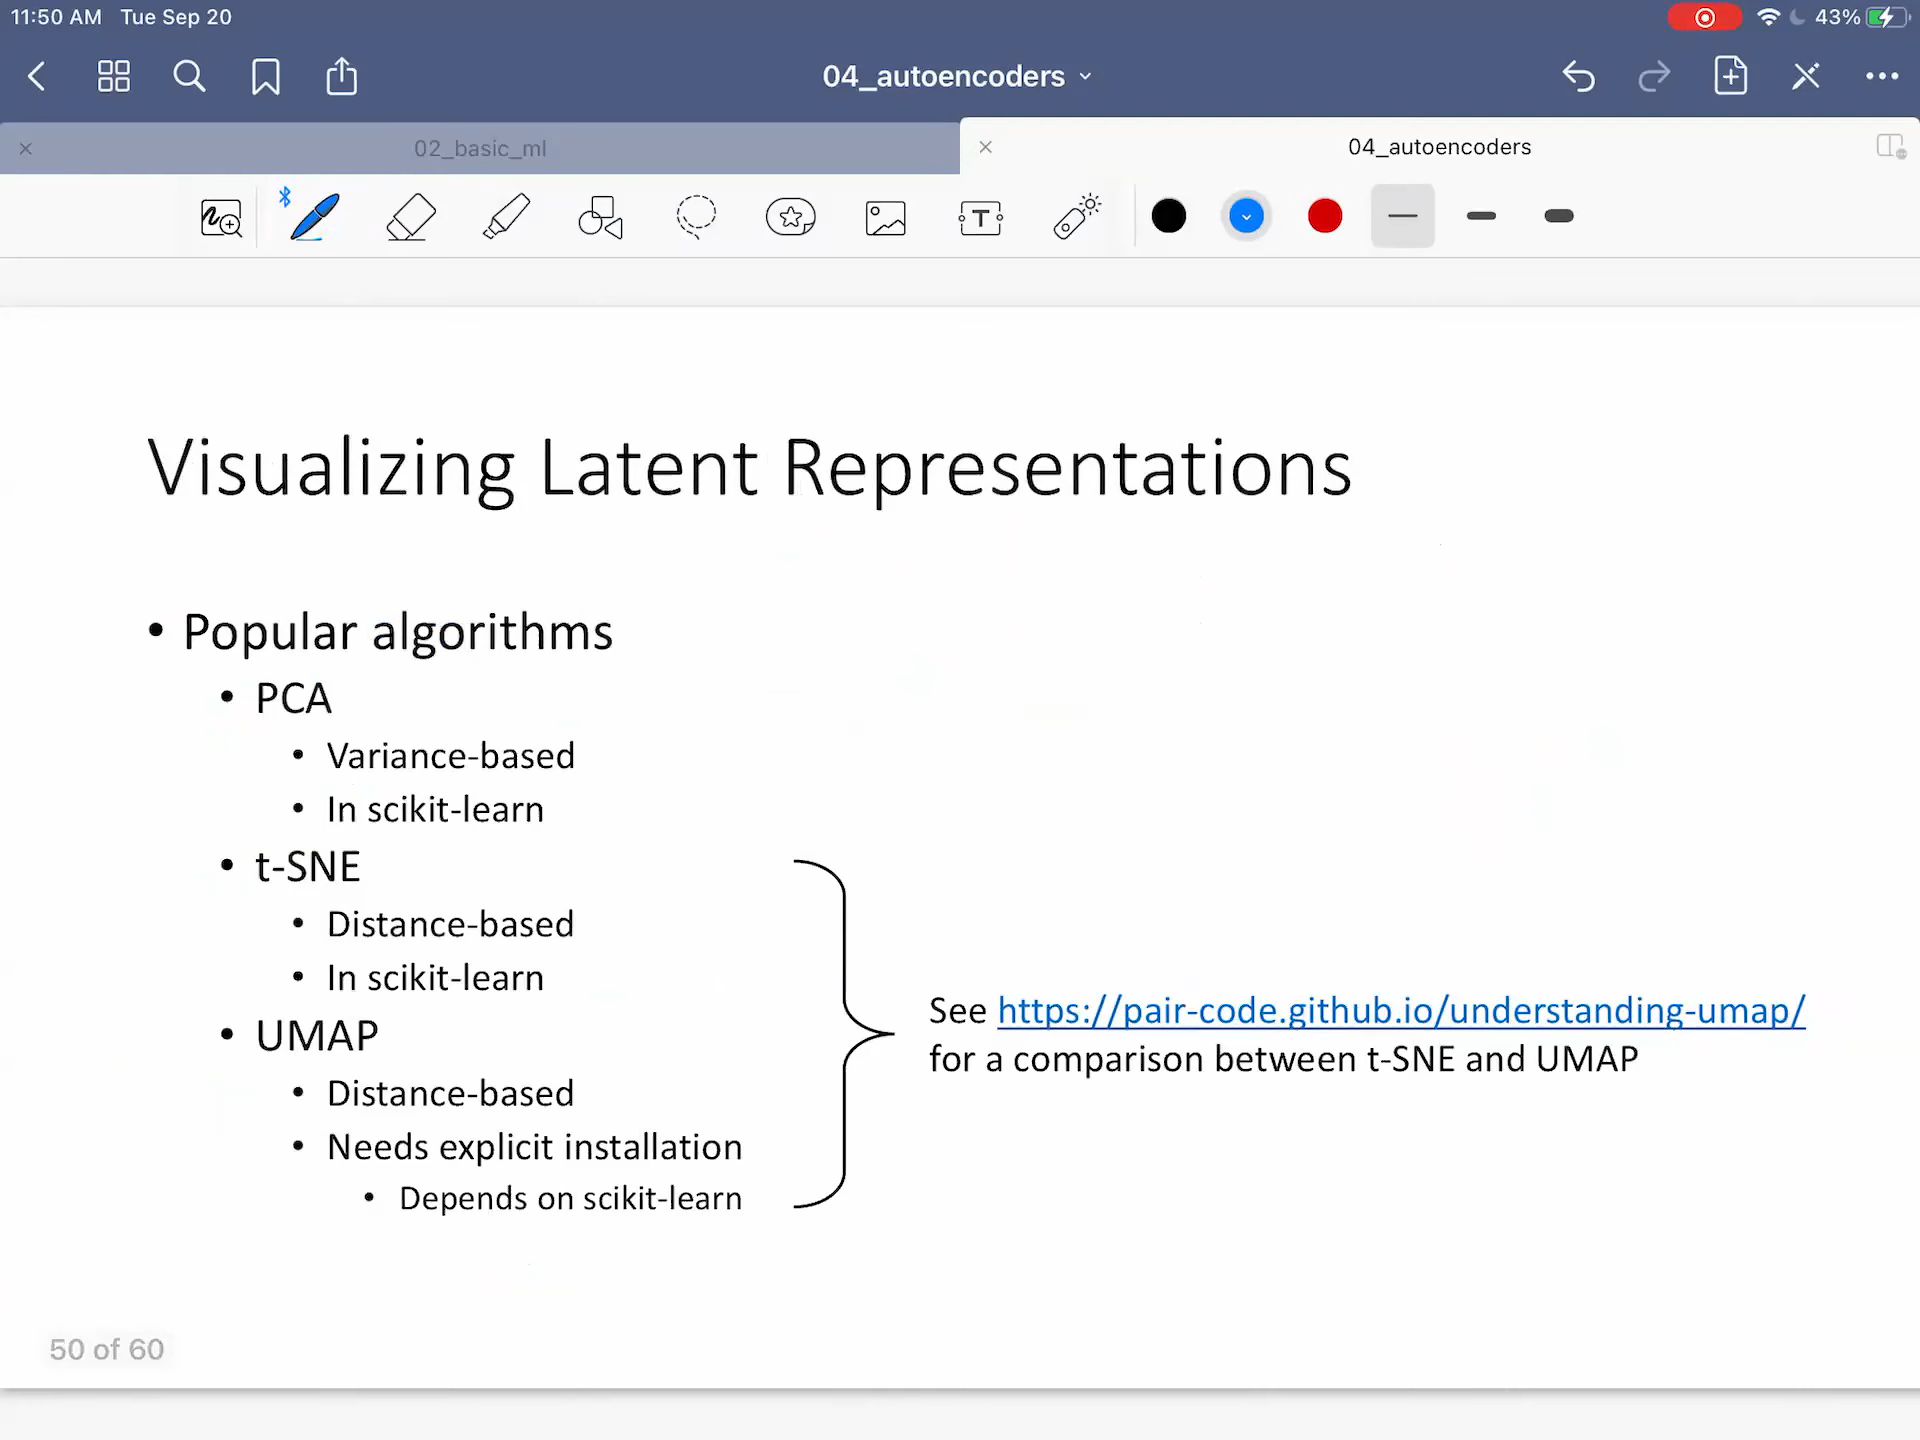 11:50 AM Tue Sep 20
43%
04_autoencoders
02_basic_ml
04_autoencoders
T
Visualizing Latent Representations
• Popular algorithms
• PCA
• Variance-based
• In scikit-learn
• t-SNE
• Distance-based
• In scikit-learn
• UMAP
• Distance-based
• Needs explicit installation
• Depends on scikit-learn
See https://pair-code.github.io/understanding-umap/
for a comparison between t-SNE and UMAP
50 of 60